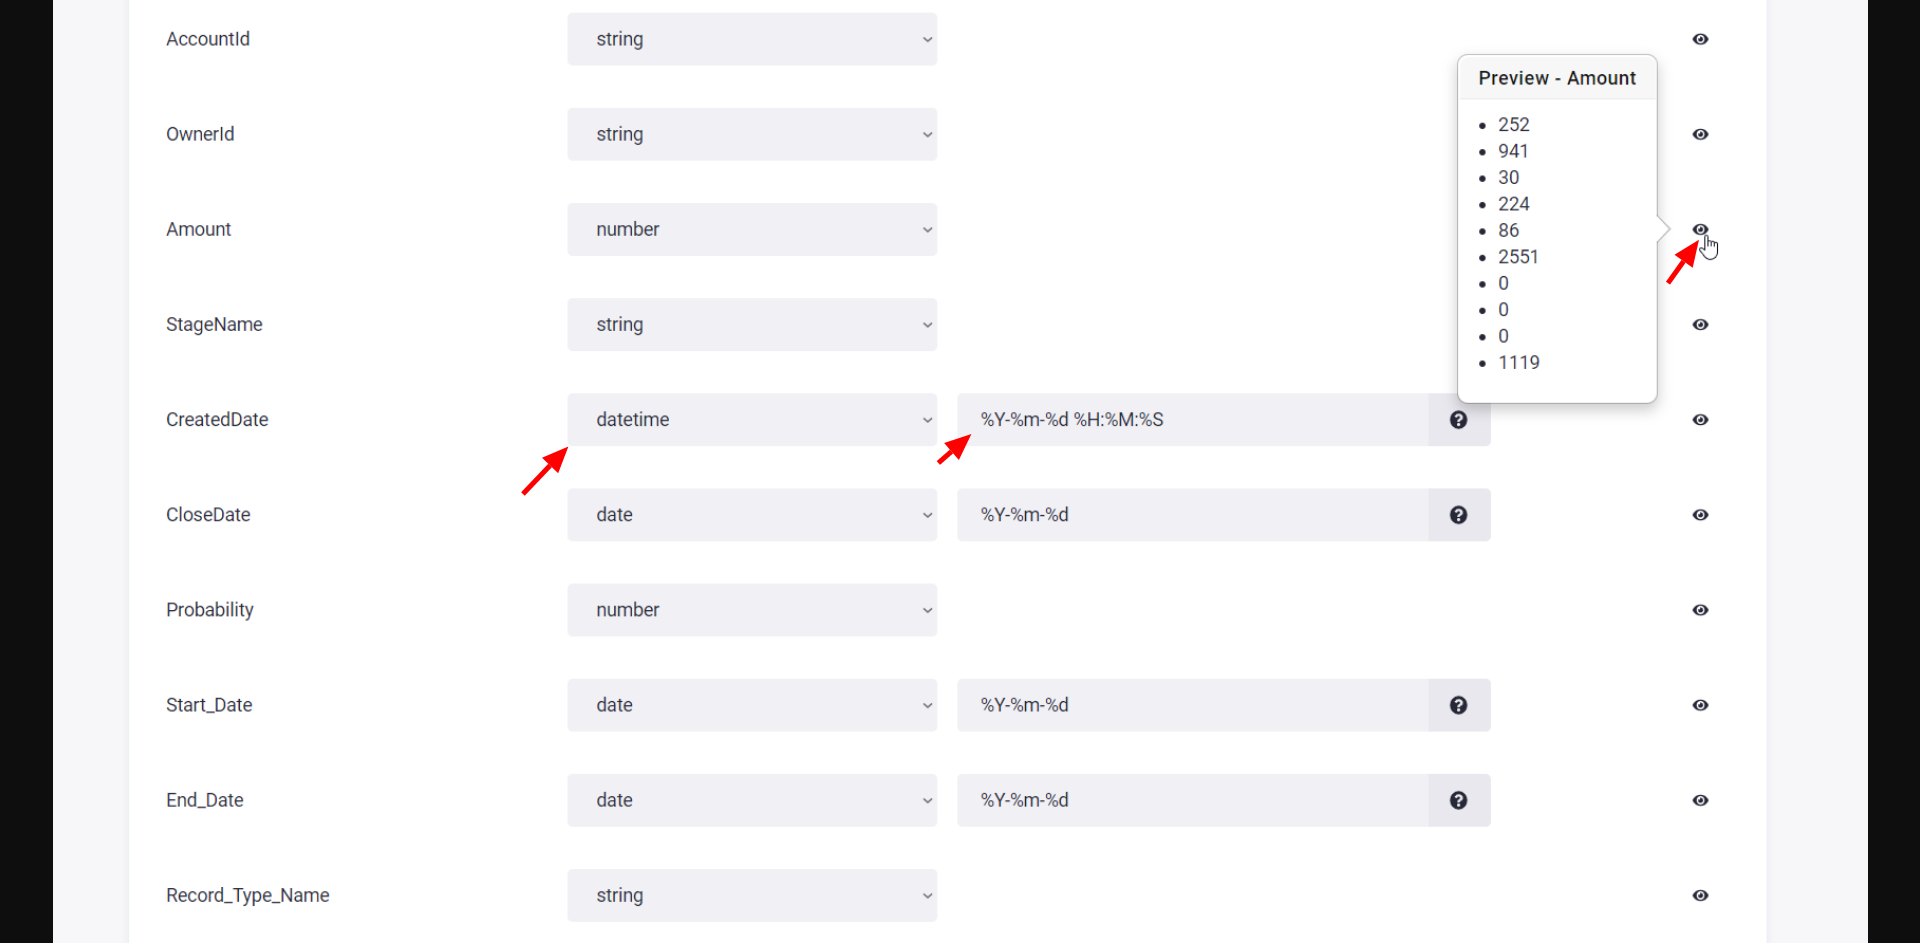 AccountId string
Preview - Amount
OwnerId string
Amount number
StageName string
• 252
• 941
• 30
• 224
• 86
• 2551
• 0
• 0
• 0
• 1119
CreatedDate datetime %Y-%m-%d %H:%M:%S
CloseDate date %Y-%m-%d
Probability number
Start_Date date %Y-%m-%d
End_Date date %Y-%m-%d
Record_Type_Name string